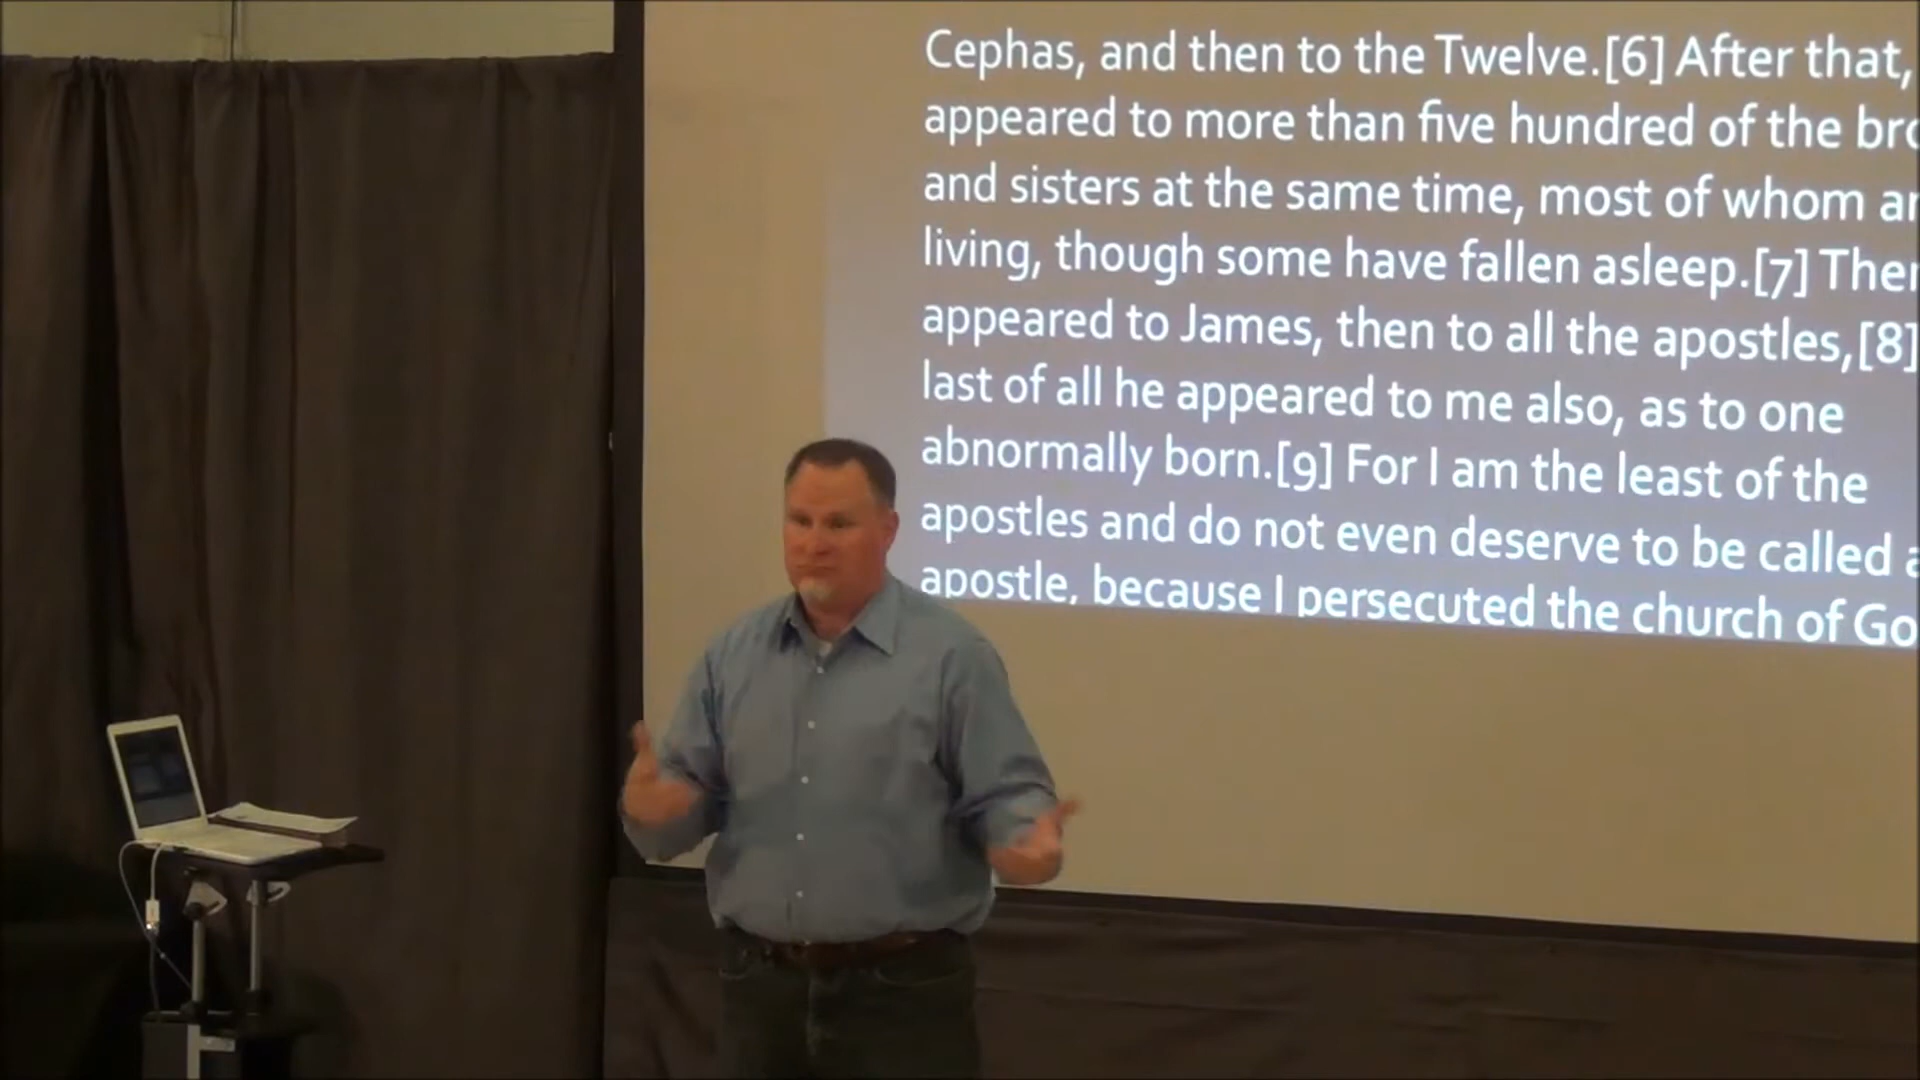 Cephas, and then to the Twelve.[6] After that,
appeared to more than five hundred of the
and sisters at the same time, most of whom
living, though some have fallen asleep.[7]
appeared to James, then to all the apostles,[8]
last of all he appeared to me also, as to one
abnormally born.[9] For I am the least of the
apostles and do not even deserve to be called
apostle, because I persecuted the church of